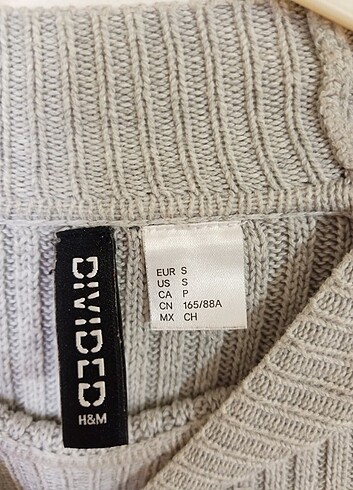 DIVIDED
H&M
EUR S
US S
CA P
CN 165/88A
MX CH